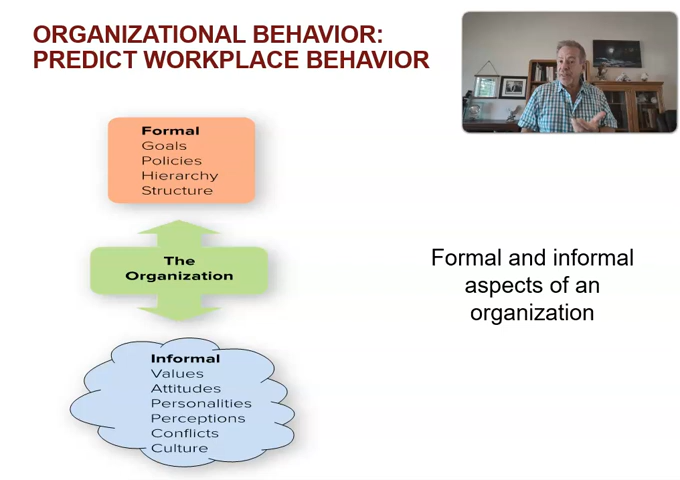 ORGANIZATIONAL BEHAVIOR:
PREDICT WORKPLACE BEHAVIOR
Formal
Goals
Policies
Hierarchy
Structure
The
Organization
Informal
Values
Attitudes
Personalities
Perceptions
Conflicts
Culture
Formal and informal
aspects of an
organization